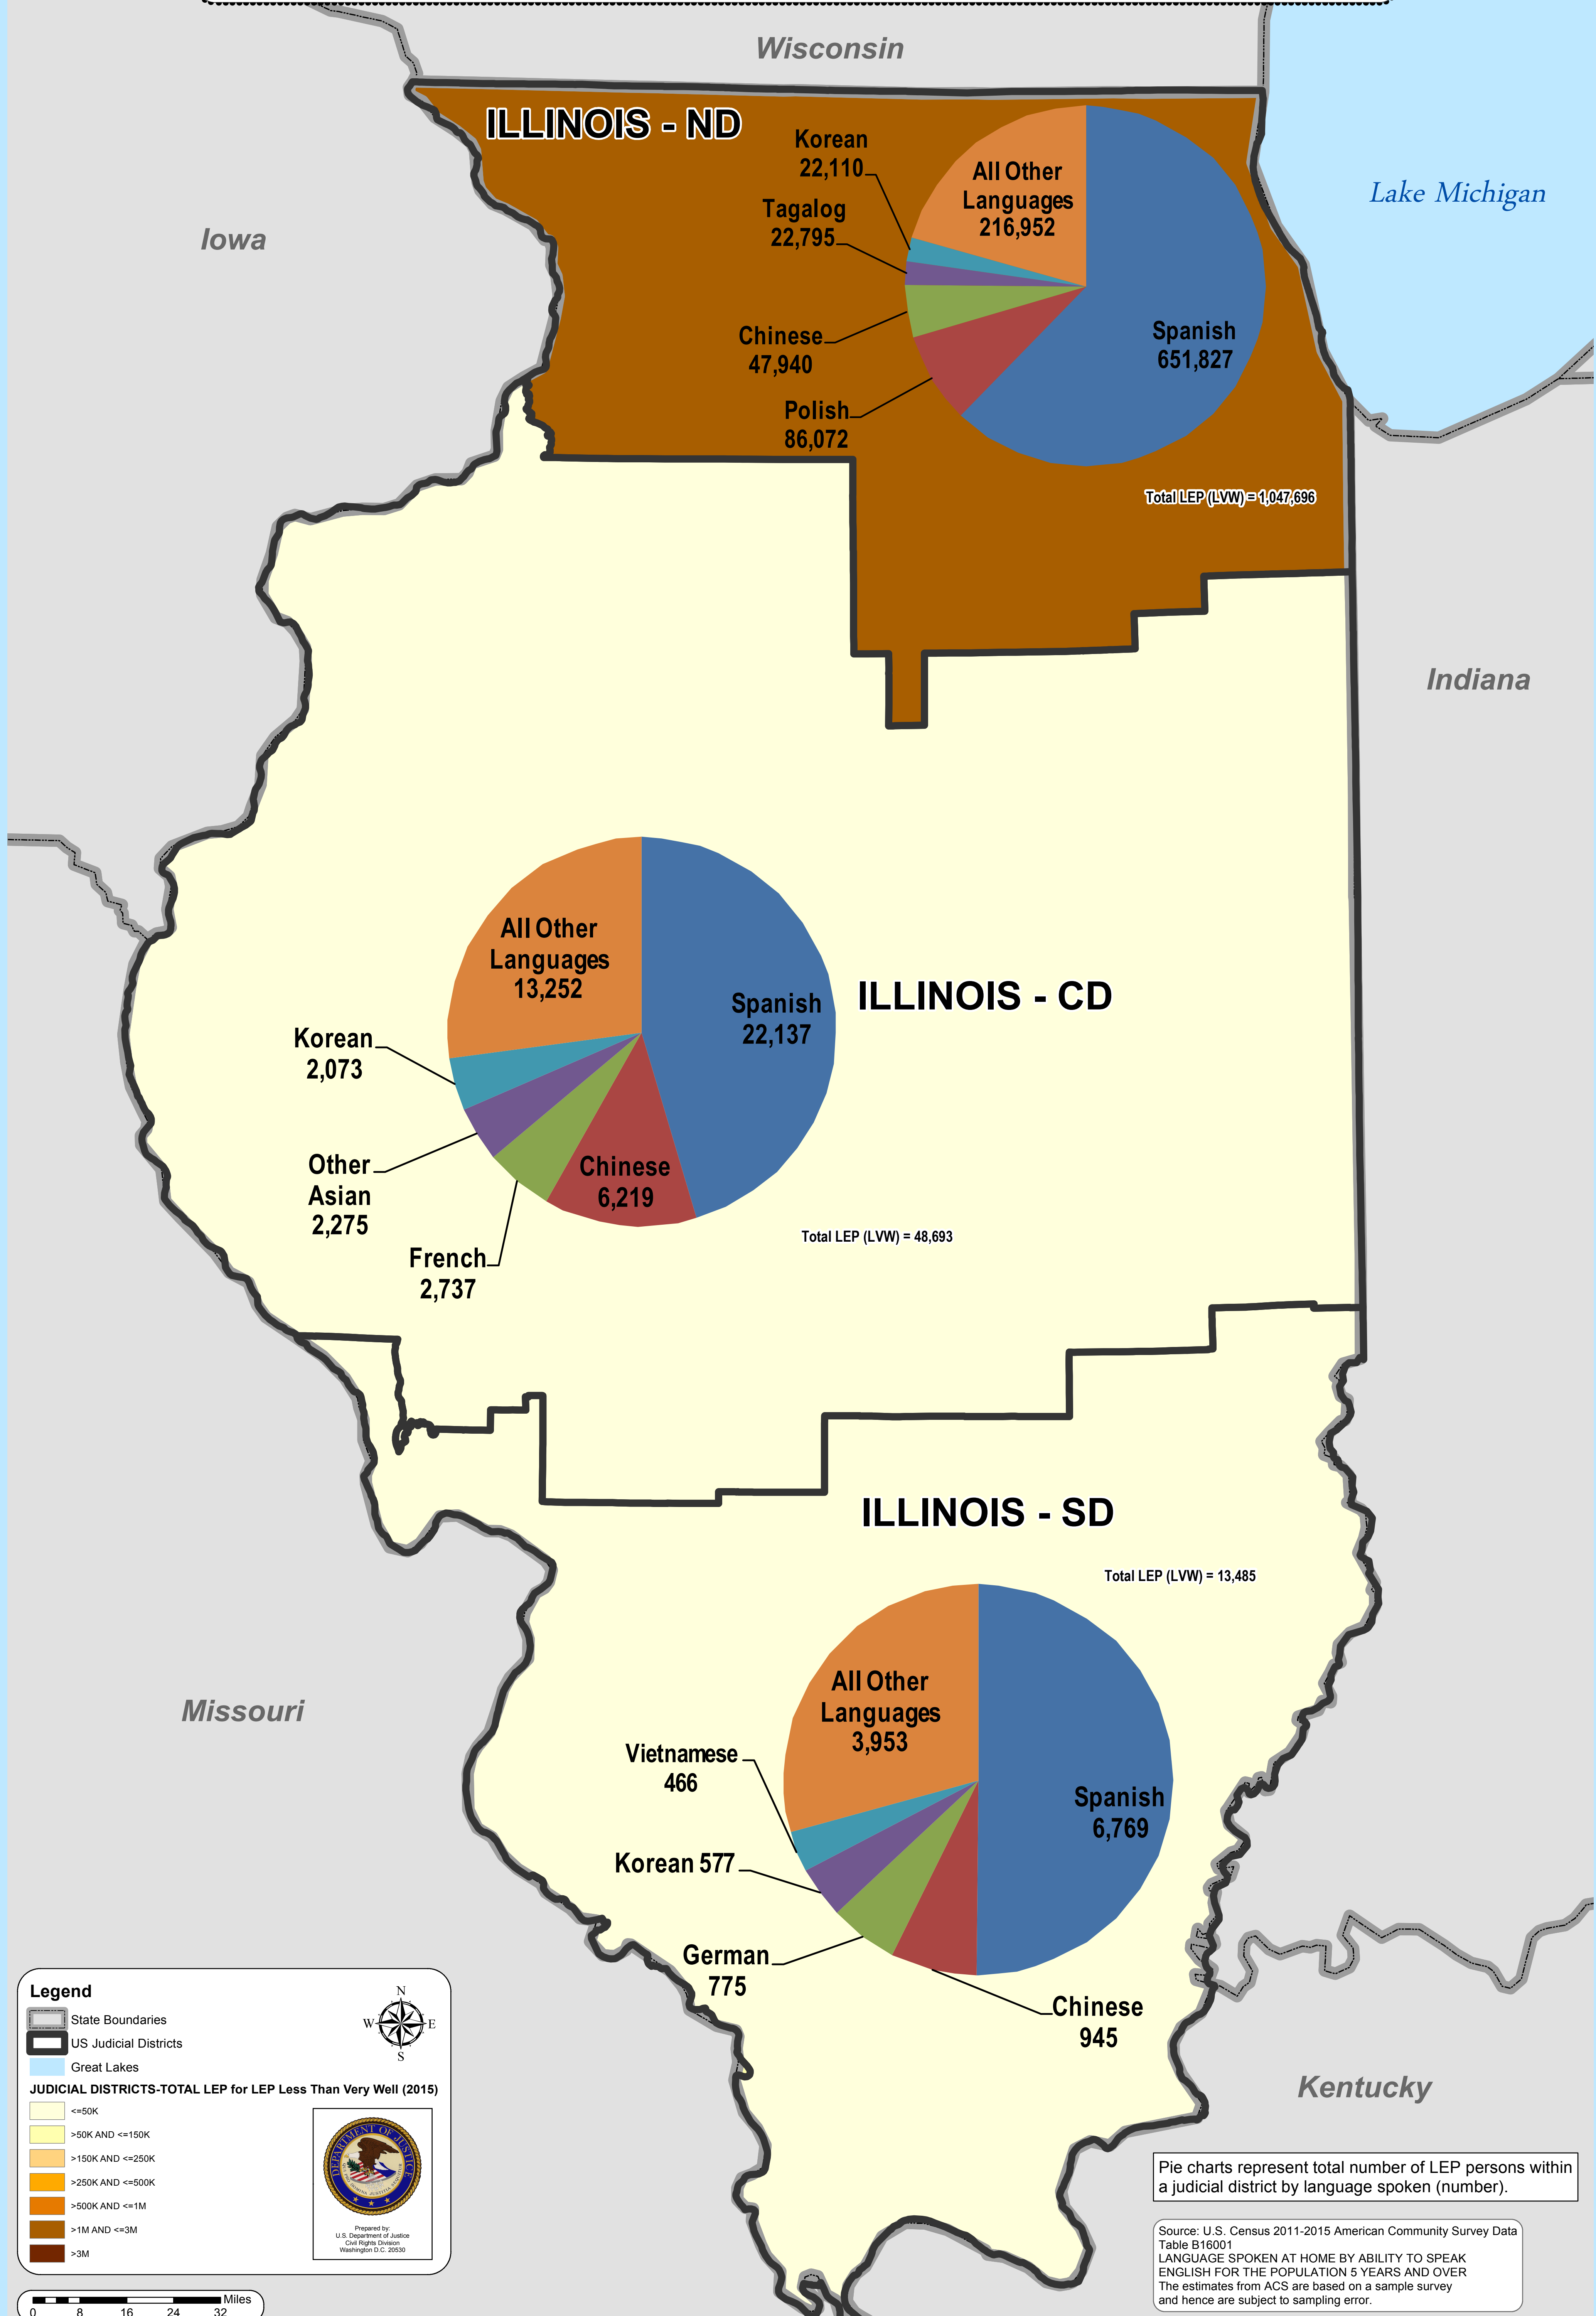 Wisconsin
ILLINOIS - ND
Korean
22,110
Tagalog
22,795
Chinese
47,940
Polish
86,072
All Other
Languages
216,952
Spanish
651,827
Total LEP (LVW) = 1,047,696
Lake Michigan
Iowa
Indiana
All Other
Languages
13,252
Spanish
22,137
ILLINOIS - CD
Korean
2,073
Other
Asian
2,275
French
2,737
Chinese
6,219
Total LEP (LVW) = 48,693
ILLINOIS - SD
Total LEP (LVW) = 13,485
All Other
Languages
3,953
Spanish
6,769
Vietnamese
466
Korean 577
German
775
Chinese
945
Missouri
Kentucky
Legend
State Boundaries
US Judicial Districts
Great Lakes
N
W
E
S
JUDICIAL DISTRICTS-TOTAL LEP for LEP Less Than Very Well (2015)
<=50K
>50K AND <=150K
>150K AND <=250K
>250K AND <=500K
>500K AND <=1M
>1M AND <=3M
>3M
DEPARTMENT OF JUSTICE
Prepared by:
U.S. Department of Justice
Civil Rights Division
Washington D.C. 20530
Miles
0 8 16 24 32
Pie charts represent total number of LEP persons within
a judicial district by language spoken (number).
Source: U.S. Census 2011-2015 American Community Survey Data
Table B16001
LANGUAGE SPOKEN AT HOME BY ABILITY TO SPEAK
ENGLISH FOR THE POPULATION 5 YEARS AND OVER
The estimates from ACS are based on a sample survey
and hence are subject to sampling error.